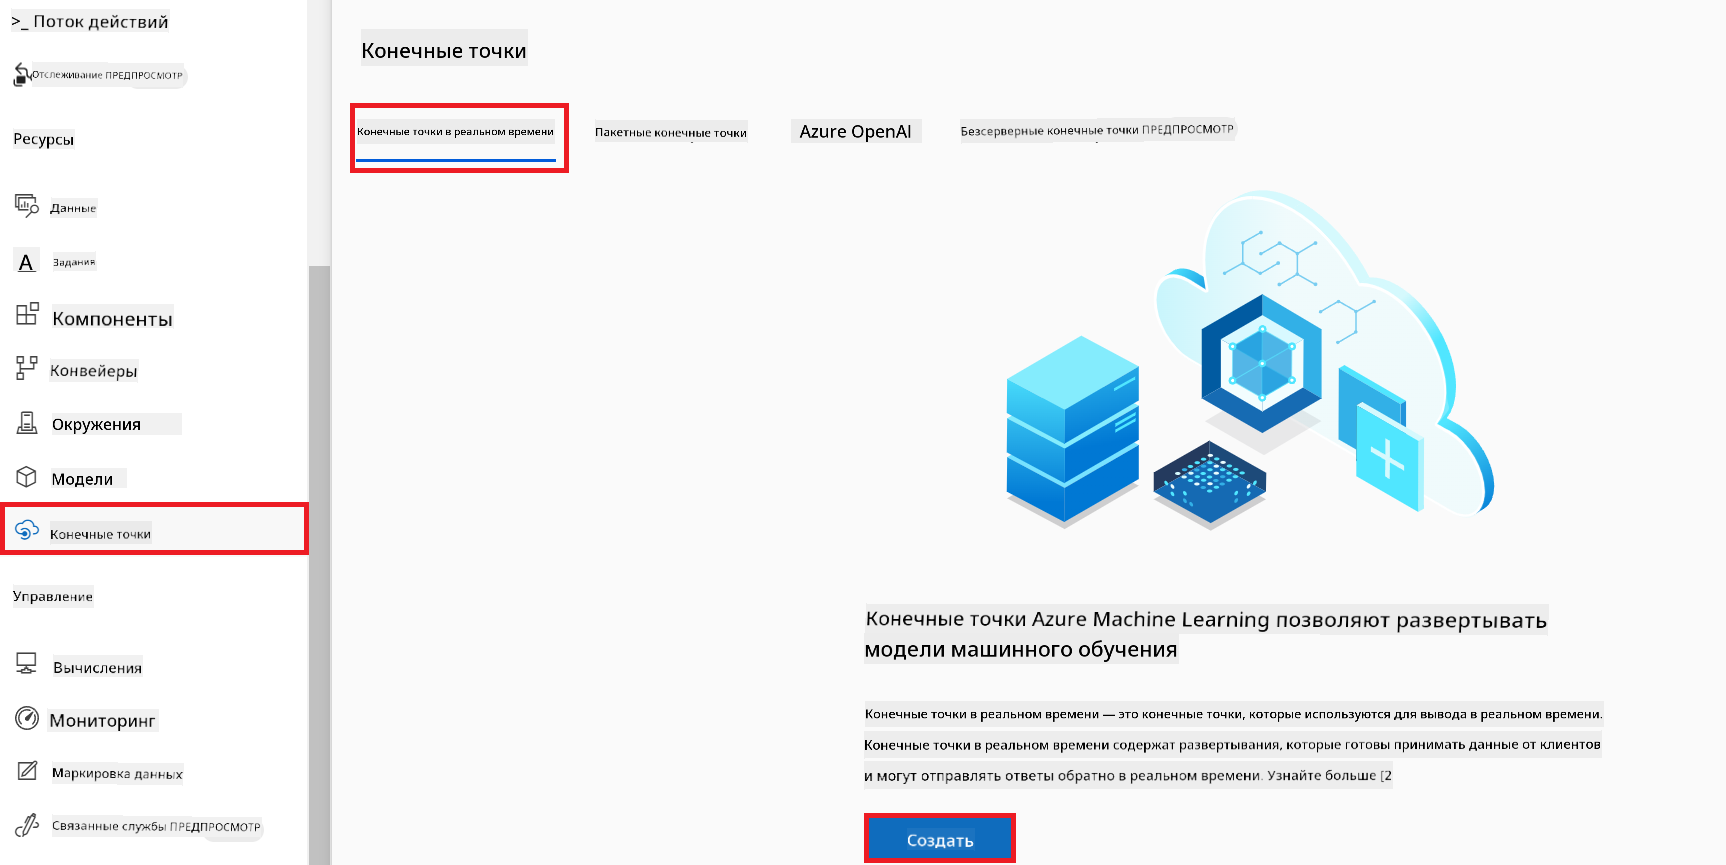 >_ Поток действий
Отслеживание ПРЕДПРОСМОТР
Ресурсы
Данные
A Задания
Компоненты
Конвейеры
Окружения
Модели
Конечные точки
Управление
Вычисления
Мониторинг
Маркировка данных
Связанные службы ПРЕДПРОСМОТР
Конечные точки
Конечные точки в реальном времени
Пакетные конечные точки
Azure OpenAI
Безсерверные конечные точки ПРЕДПРОСМОТР
Конечные точки Azure Machine Learning позволяют развертывать
модели машинного обучения
Конечные точки в реальном времени — это конечные точки, которые используются для вывода в реальном времени.
Конечные точки в реальном времени содержат развертывания, которые готовы принимать данные от клиентов
и могут отправлять ответы обратно в реальном времени. Узнайте больше [2
Создать